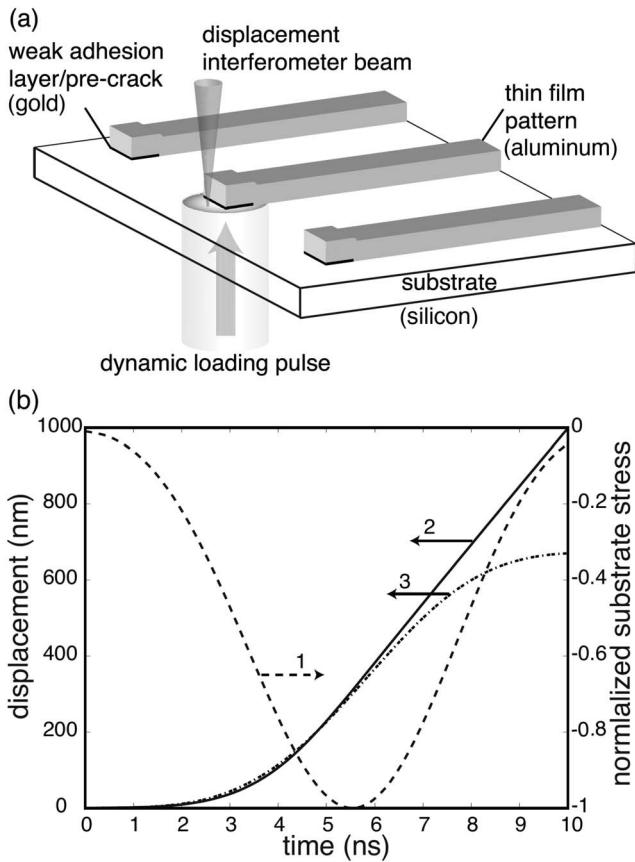 (a)
displacement
interferometer beam
weak adhesion
layer/pre-crack
(gold)
thin film
pattern
(aluminum)
substrate
(silicon)
dynamic loading pulse
(b)
1000
800
600
400
200
0
displacement (nm)
0
-0.2
-0.4
-0.6
-0.8
-1
normlalized substrate stress
1
2
3
0 1 2 3 4 5 6 7 8 9 10
time (ns)